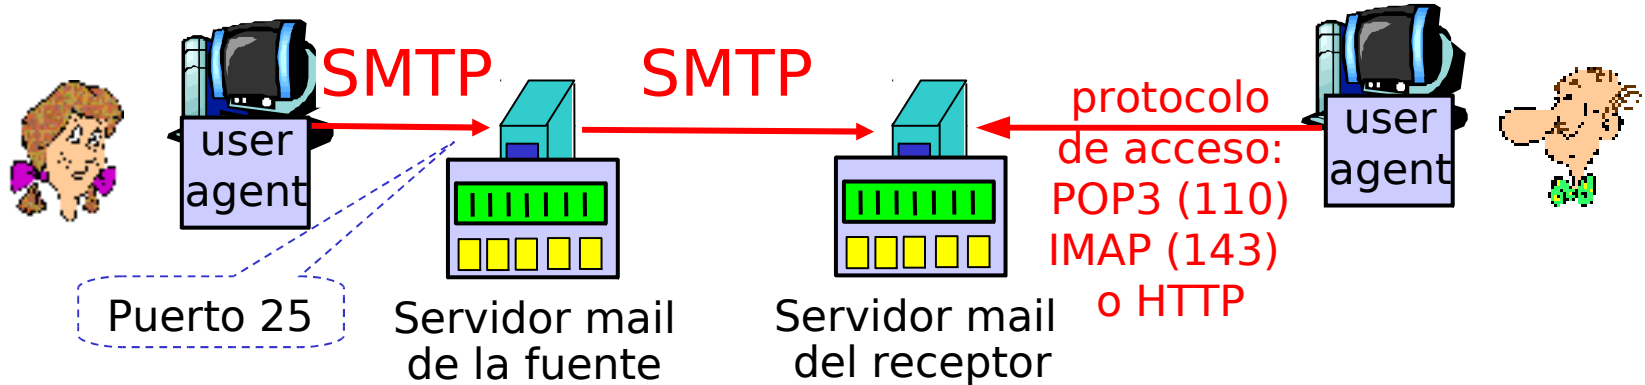 SMTP
SMTP
user
agent
Puerto 25
Servidor mail
de la fuente
Servidor mail
del receptor
protocolo
de acceso:
POP3 (110)
IMAP (143)
o HTTP
user
agent